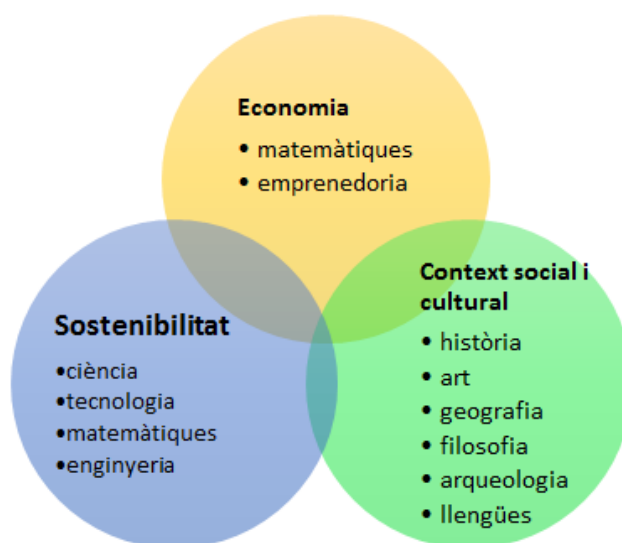 Economia
• matemàtiques
• emprenedoria
Sostenibilitat
•ciència
•tecnologia
•matemàtiques
•enginyeria
Context social i
cultural
• història
• art
• geografia
• filosofia
• arqueologia
• llengües